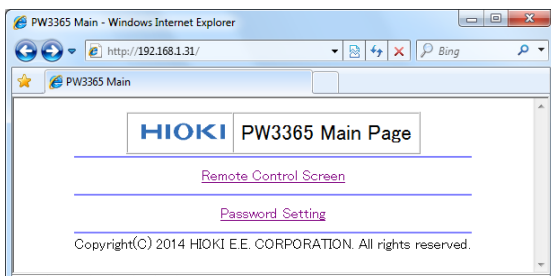 PW3365 Main - Windows Internet Explorer
http://192.168.1.31/
Bing
PW3365 Main
HIOKI PW3365 Main Page
Remote Control Screen
Password Setting
Copyright(C) 2014 HIOKI E.E. CORPORATION. All rights reserved.